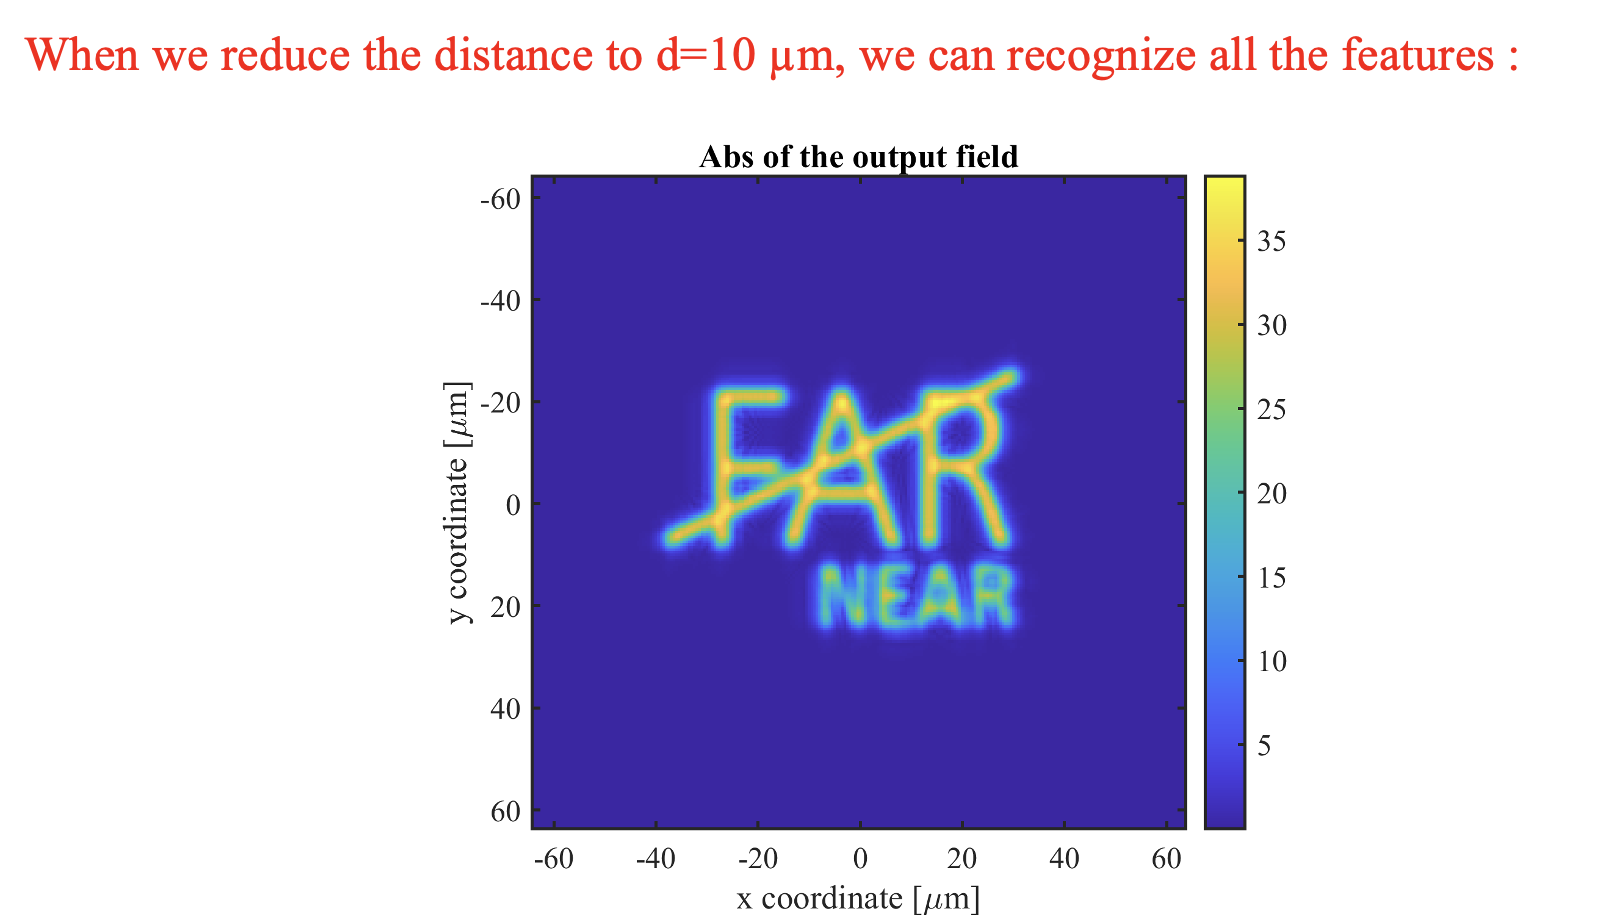 When we reduce the distance to d=10 μm, we can recognize all the features :
Abs of the output field
-60
-40
-20
0
20
40
60
y coordinate [μm]
FAR
NEAR
-60 -40 -20 0 20 40 60
x coordinate [μm]
35
30
25
20
15
10
5